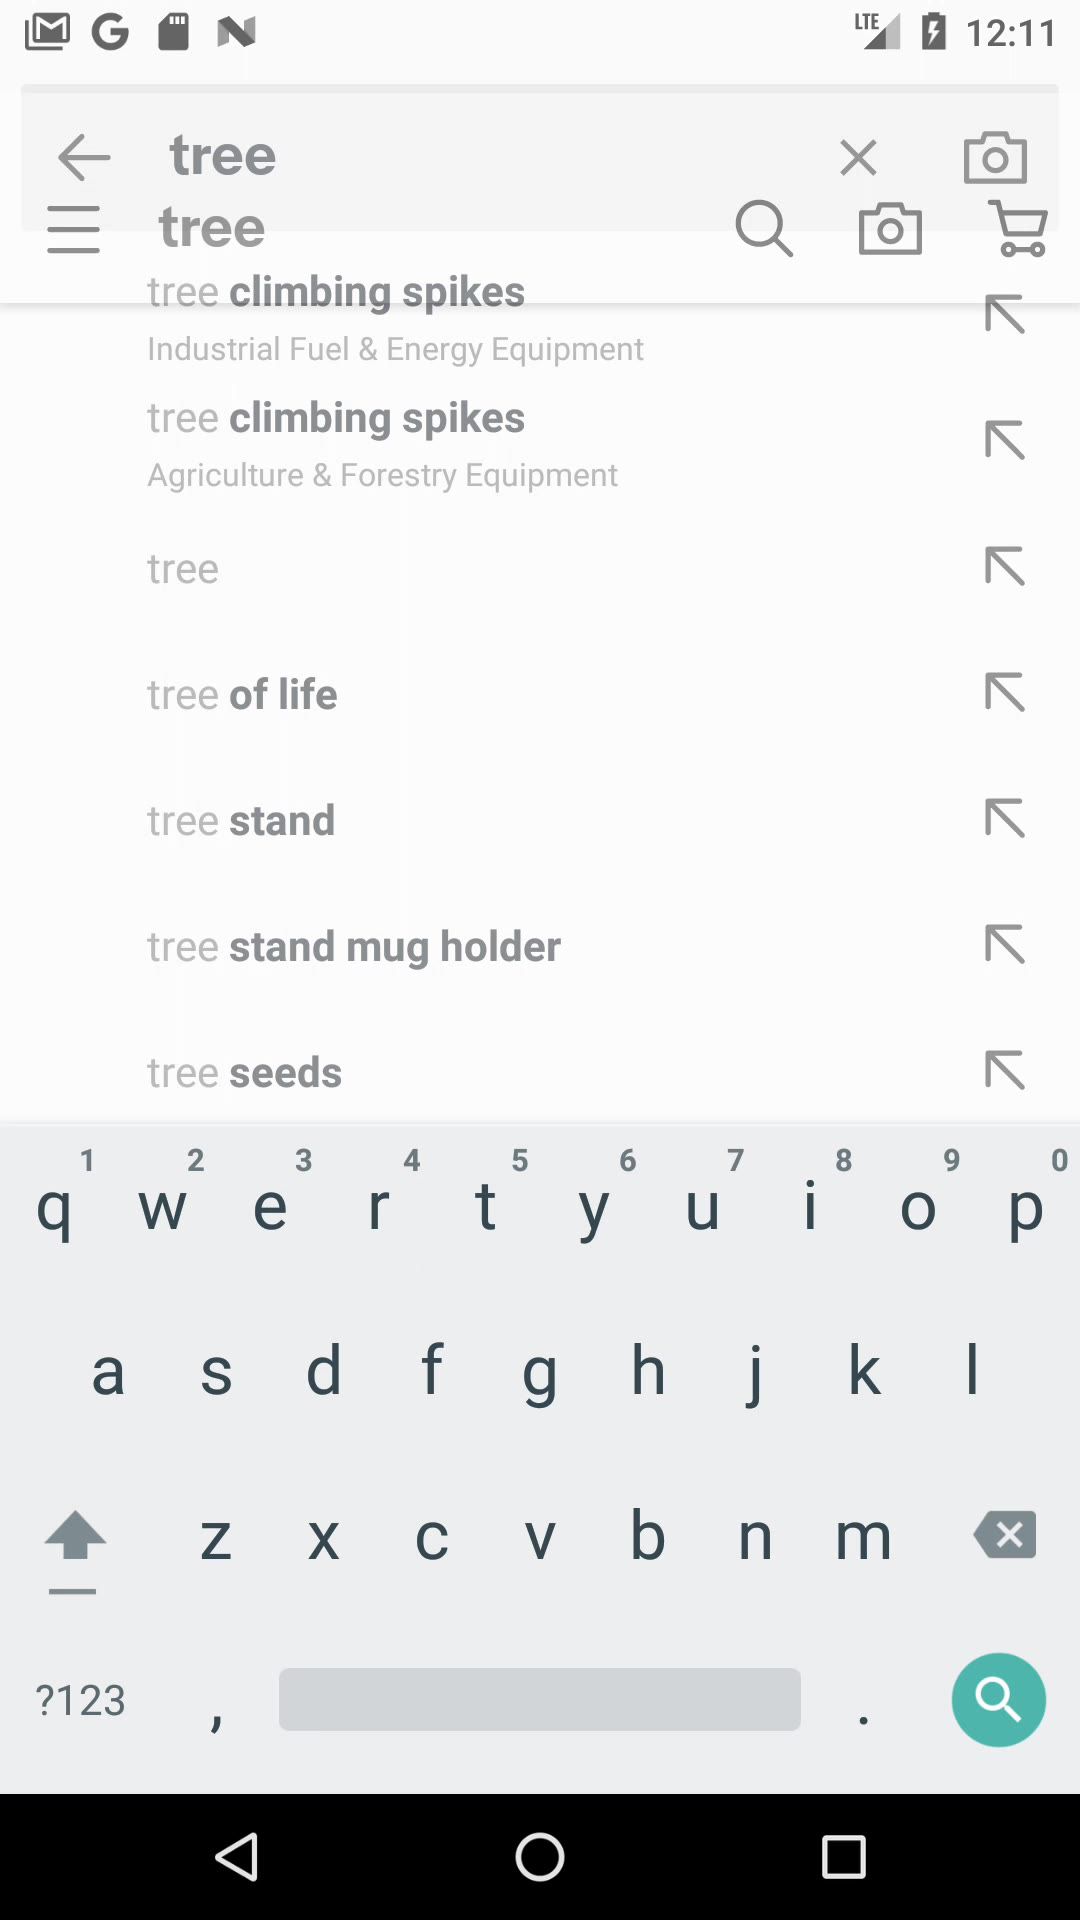 LTE 12:11
tree
tree
tree climbing spikes
Industrial Fuel & Energy Equipment
tree climbing spikes
Agriculture & Forestry Equipment
tree
tree of life
tree stand
tree stand mug holder
tree seeds
1 2 3 4 5 6 7 8 9 0
q w e r t y u i o p
a s d f g h j k l
z x c v b n m
?123 , .